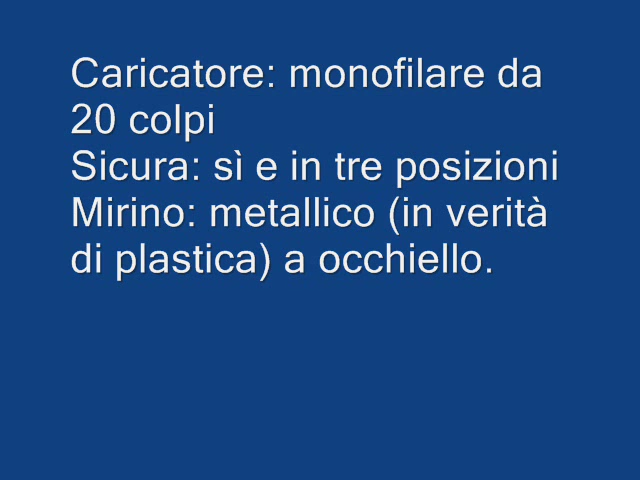 Caricatore: monofilare da
20 colpi
Sicura: sì e in tre posizioni
Mirino: metallico (in verità
di plastica) a occhiello.